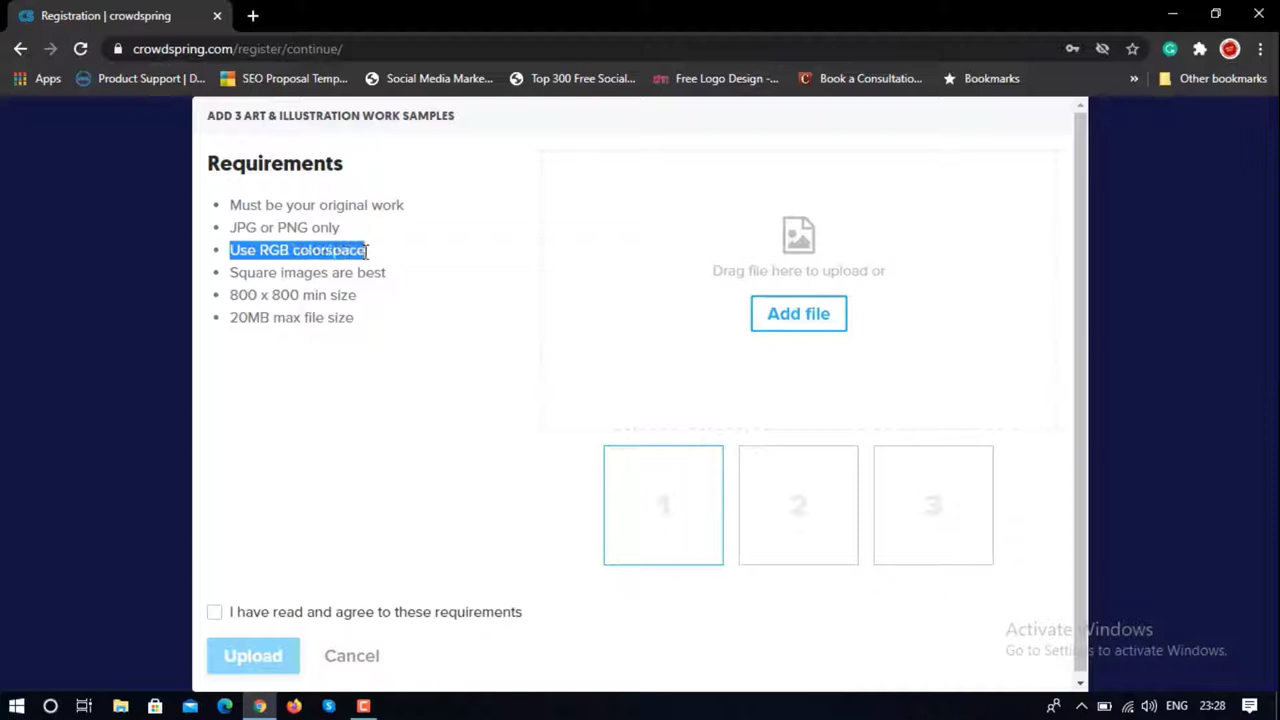 Registration | crowdspring
crowdspring.com/register/continue/
Apps
Product Support | D...
SEO Proposal Temp...
Social Media Marke...
Top 300 Free Social...
Free Logo Design -...
Book a Consultatio...
Bookmarks
Other bookmarks
ADD 3 ART & ILLUSTRATION WORK SAMPLES
Requirements
• Must be your original work
• JPG or PNG only
• Use RGB colorspace
• Square images are best
• 800 x 800 min size
• 20MB max file size
Drag file here to upload or
Add file
1
2
3
I have read and agree to these requirements
Upload
Cancel
Activate Windows
Go to Settings to activate Windows.
ENG
23:28